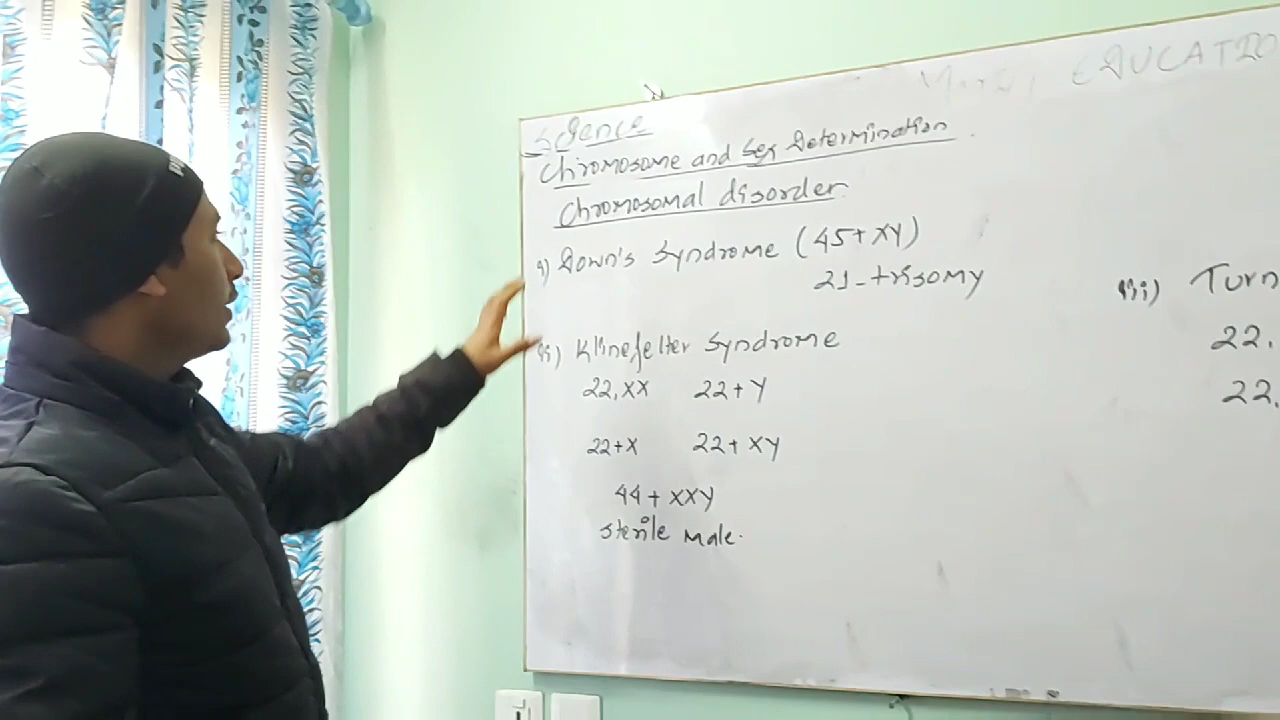 Science
Chromosome and Sex Determination
Chromosomal disorder
i) Down's Syndrome (45+XY)
21-trisomy
ii) Klinefelter Syndrome
22,XX 22+Y
22+X 22+XY
44+XXY
Sterile Male.
iii) Turn
22.
22.
EDUCATIO